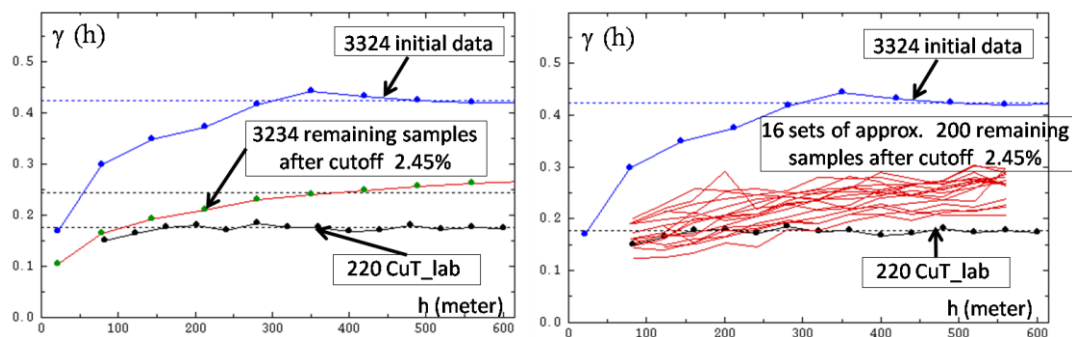 γ (h)
3324 initial data
0.5
0.4
3234 remaining samples
after cutoff 2.45%
0.3
0.2
0.1
220 CuT_lab
h (meter)
0.0
0 100 200 300 400 500 600
γ (h)
3324 initial data
0.5
0.4
16 sets of approx. 200 remaining
samples after cutoff 2.45%
0.3
0.2
0.1
220 CuT_lab
h (meter)
0.0
0 100 200 300 400 500 600